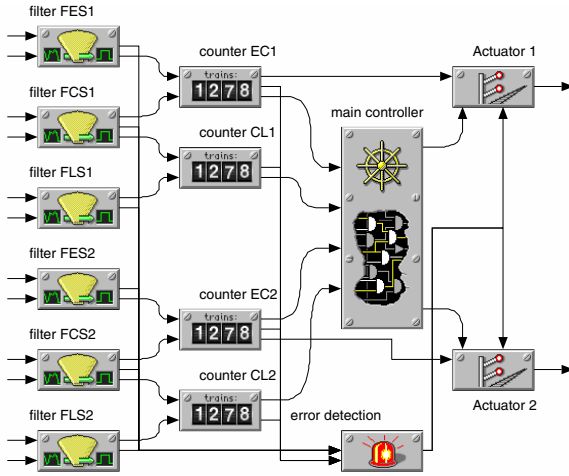 filter FES1
counter EC1
Actuator 1
trains:
1278
filter FCS1
main controller
counter CL1
trains:
1278
filter FLS1
filter FES2
counter EC2
trains:
1278
filter FCS2
counter CL2
trains:
1278
Actuator 2
filter FLS2
error detection